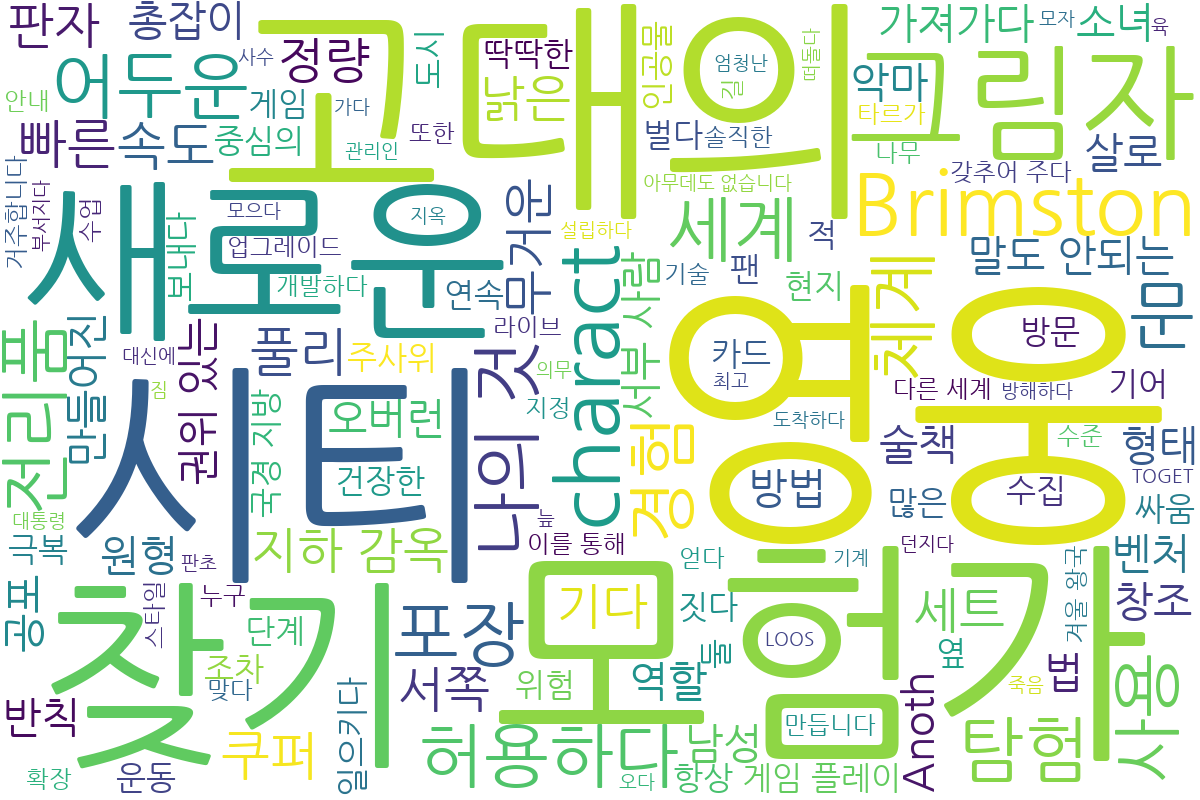 고대의
새로운
시티
영웅
모험가
찾기
그림자
Brimston
charact
어두운
판자
총잡이
정량
도시
딱딱한
낡은
인공물
엄청난
길
떠돌다
가져가다
소녀
모자
육
악마
타르가
살로
나무
갖추어 주다
안내
빠른
속도
사수
게임
가다
중심의
관리인
또한
벌다
솔직한
아무데도 없습니다
세계
적
말도 안되는
문
거주합니다
부서지다
수업
보내다
모으다
지옥
업그레이드
개발하다
무거운
연속
설립하다
서부 사람
기술
팬
현지
체계
방문
전리품
만들어진
대신에
짐
권위 있는
풀리
주사위
라이브
의무
것
나의
지정
카드
최고
도착하다
다른 세계
방해하다
기어
국경 지방
오버런
건장한
경험
방법
술책
수준
형태
TOGET
대통령
극복
원형
판초
지하 감옥
늪
이를 통해
얻다
기계
수집
많은
던지다
싸움
벤처
공포
스타일
누구
단계
조차
맞다
포장
서쪽
기다
짓다
둘
LOOS
세트
옆
겨울 왕국
창조
법
죽음
사용
반칙
위험
역할
만듭니다
확장
운동
쿠퍼
일으키다
허용하다
오다
남성
항상 게임 플레이
Anoth
탐험